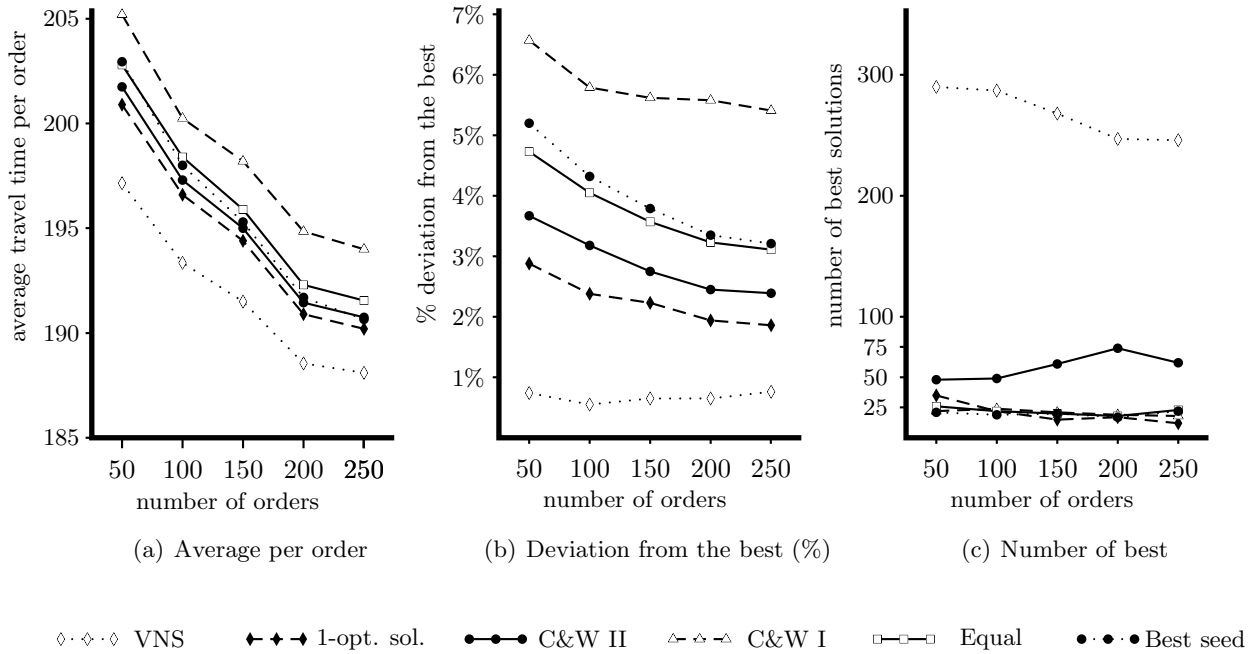 205
200
195
190
185
average travel time per order
50 100 150 200 250
number of orders
(a) Average per order
7%
6%
5%
4%
3%
2%
1%
% deviation from the best
50 100 150 200 250
number of orders
(b) Deviation from the best (%)
300
200
100
75
50
25
number of best solutions
50 100 150 200 250
number of orders
(c) Number of best
VNS 1-opt. sol. C&W II C&W I Equal Best seed